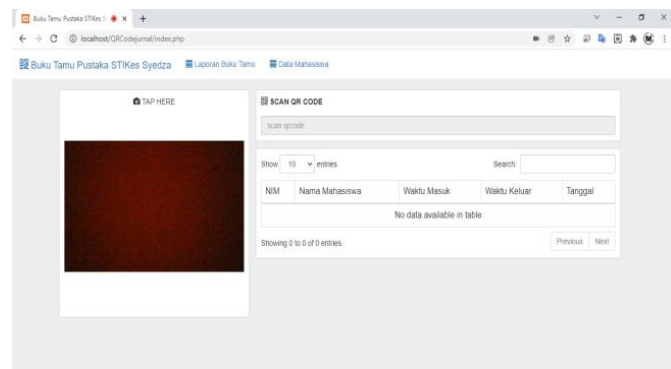 Buku Tamu Pustaka STIKes S
localhost/QRCodejurnal/index.php
Buku Tamu Pustaka STIKes Syedza Laporan Buku Tamu Data Mahasiswa
TAP HERE
SCAN QR CODE
scan qrcode
Show 10 entries Search:
NIM Nama Mahasiswa Waktu Masuk Waktu Keluar Tanggal
No data available in table
Showing 0 to 0 of 0 entries Previous Next